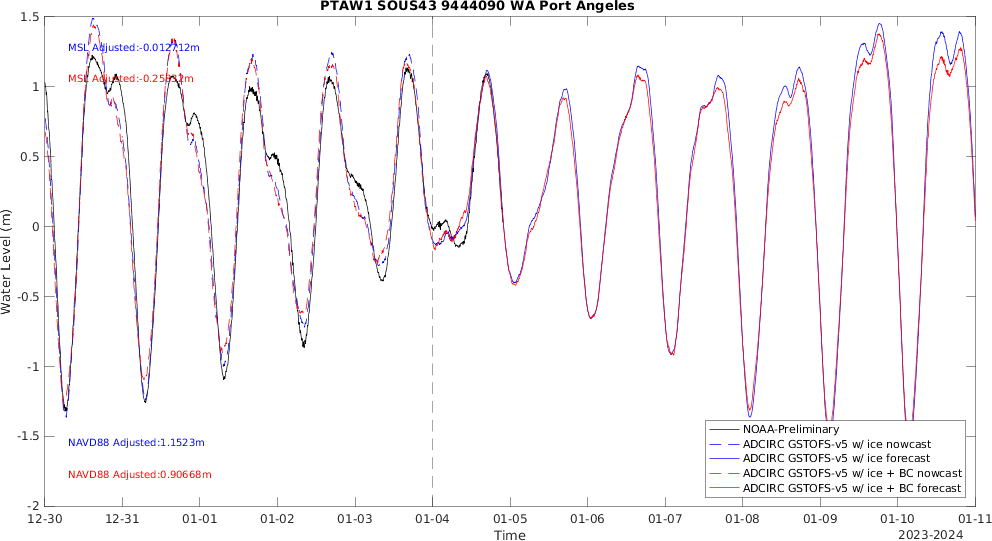 PTAW1 SOUS43 9444090 WA Port Angeles
1.5
1
0.5
0
-0.5
-1
-1.5
-2
Water Level (m)
MSL Adjusted:-0.012712m
MSL
NAVD88 Adjusted:1.1523m
NAVD88 Adjusted:0.90668m
NOAA-Preliminary
ADCIRC GSTOFS-v5 w/ ice nowcast
ADCIRC GSTOFS-v5 w/ ice forecast
ADCIRC GSTOFS-v5 w/ ice + BC nowcast
ADCIRC GSTOFS-v5 w/ ice + BC forecast
12-30 12-31 01-01 01-02 01-03 01-04 01-05 01-06 01-07 01-08 01-09 01-10 01-11
Time
2023-2024